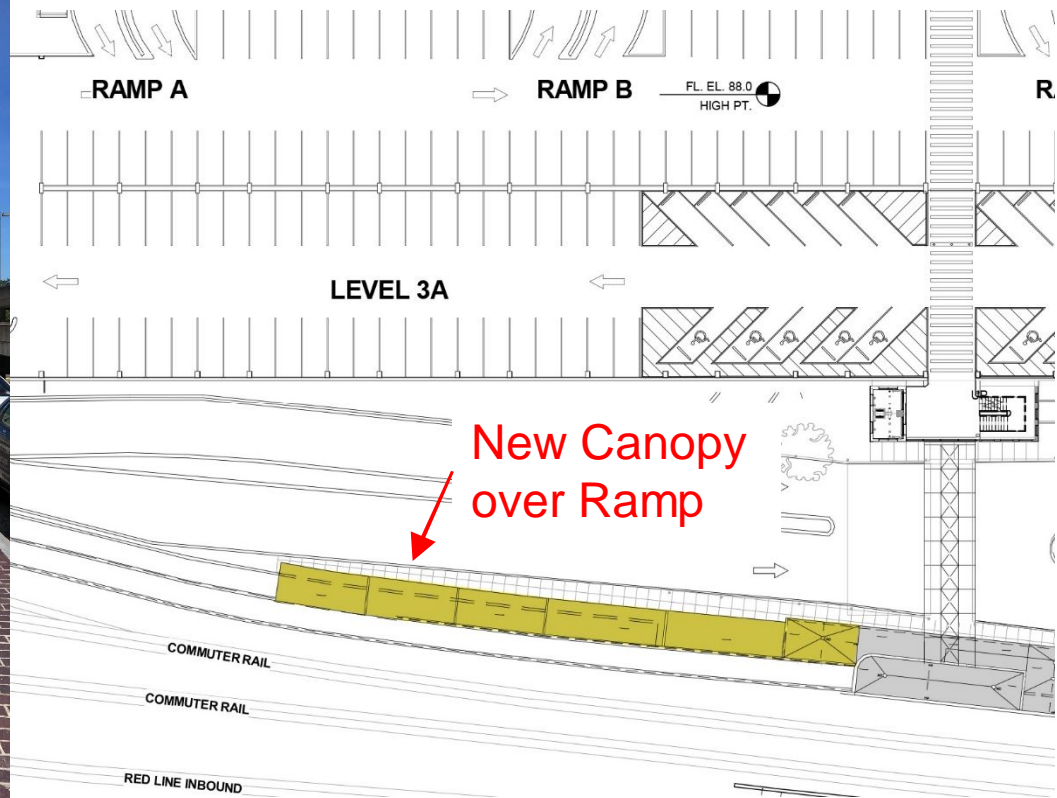 RAMP A
RAMP B
FL. EL. 88.0
HIGH PT.
LEVEL 3A
New Canopy
over Ramp
COMMUTER RAIL
COMMUTER RAIL
RED LINE INBOUND